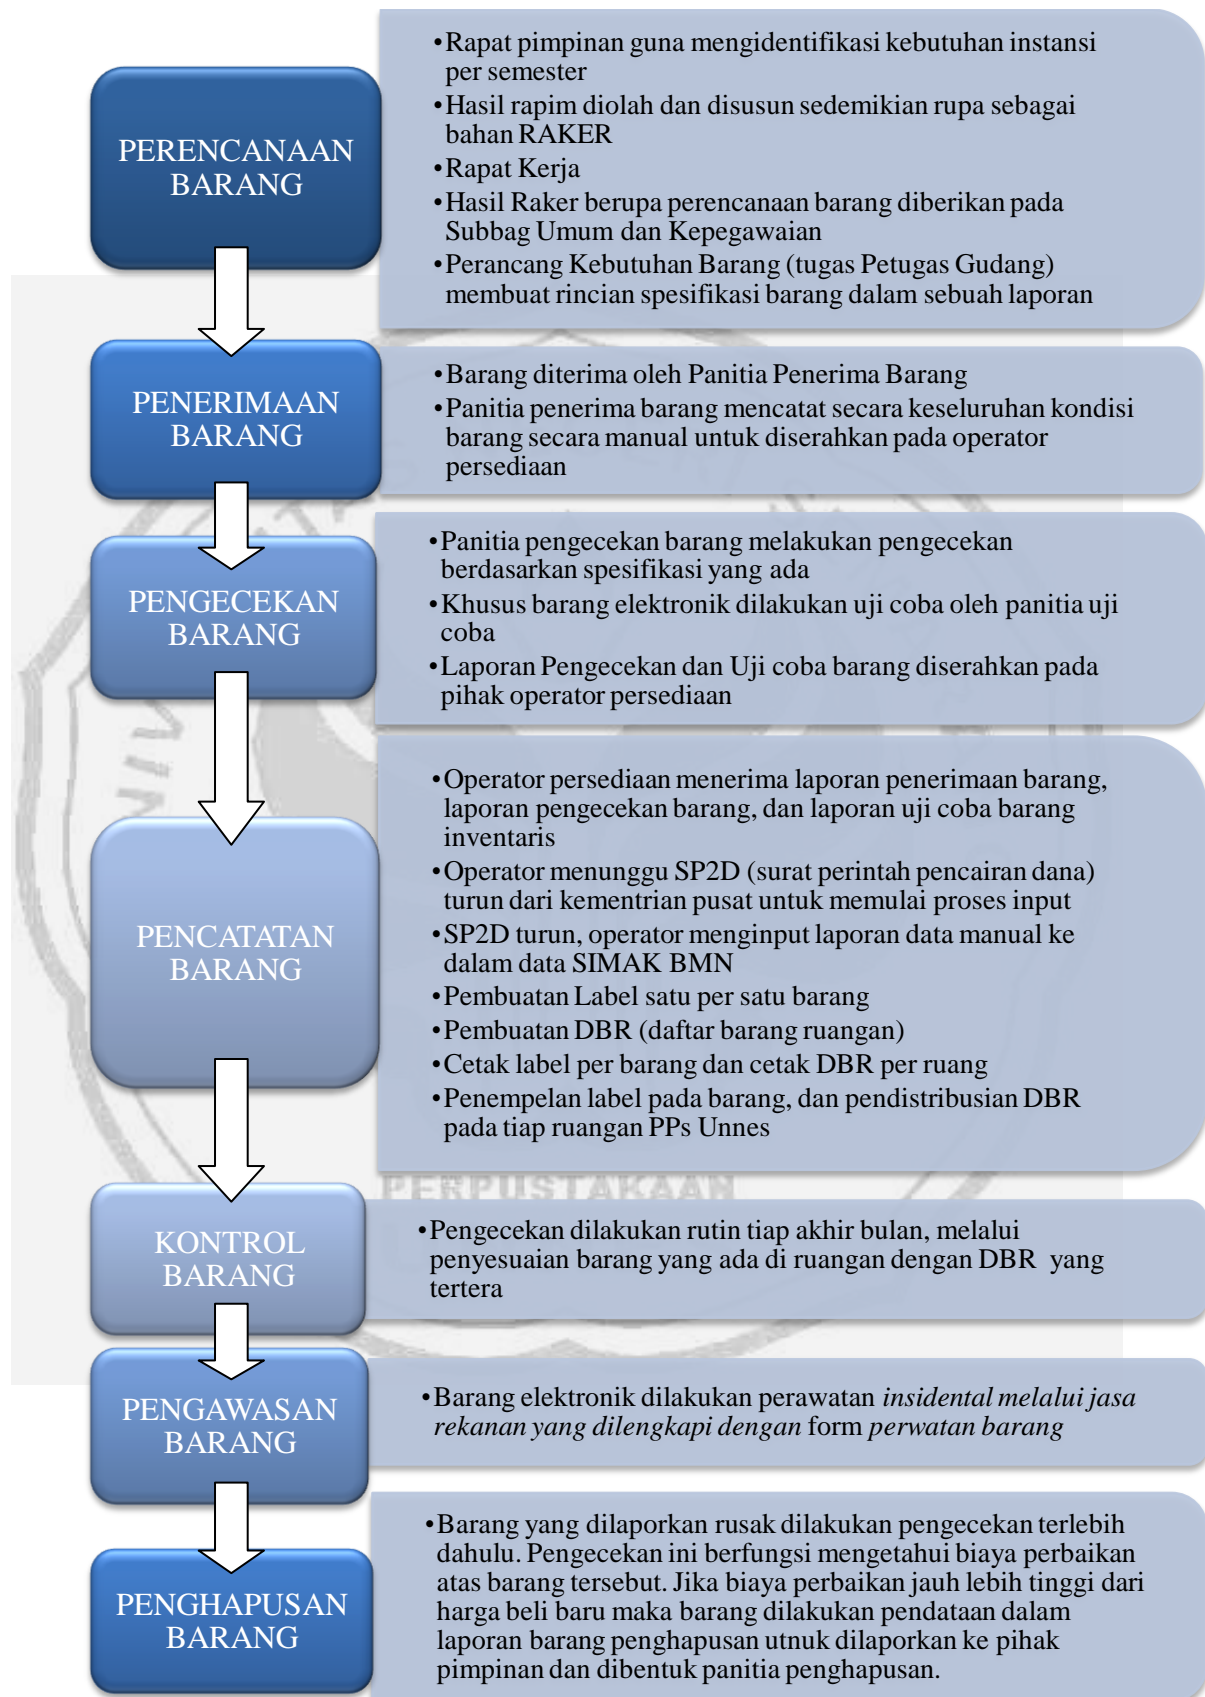 PERENCANAAN
BARANG
•Rapat pimpinan guna mengidentifikasi kebutuhan instansi
per semester
•Hasil rapim diolah dan disusun sedemikian rupa sebagai
bahan RAKER
•Rapat Kerja
•Hasil Raker berupa perencanaan barang diberikan pada
Subbag Umum dan Kepegawaian
•Perancang Kebutuhan Barang (tugas Petugas Gudang)
membuat rincian spesifikasi barang dalam sebuah laporan
PENERIMAAN
BARANG
•Barang diterima oleh Panitia Penerima Barang
•Panitia penerima barang mencatat secara keseluruhan kondisi
barang secara manual untuk diserahkan pada operator
persediaan
PENGECEKAN
BARANG
•Panitia pengecekan barang melakukan pengecekan
berdasarkan spesifikasi yang ada
•Khusus barang elektronik dilakukan uji coba oleh panitia uji
coba
•Laporan Pengecekan dan Uji coba barang diserahkan pada
pihak operator persediaan
PENCATATAN
BARANG
•Operator persediaan menerima laporan penerimaan barang,
laporan pengecekan barang, dan laporan uji coba barang
inventaris
•Operator menunggu SP2D (surat perintah pencairan dana)
turun dari kementrian pusat untuk memulai proses input
•SP2D turun, operator menginput laporan data manual ke
dalam data SIMAK BMN
•Pembuatan Label satu per satu barang
•Pembuatan DBR (daftar barang ruangan)
•Cetak label per barang dan cetak DBR per ruang
•Penempelan label pada barang, dan pendistribusian DBR
pada tiap ruangan PPs Unnes
PERPUSTAKAAN
KONTROL
BARANG
•Pengecekan dilakukan rutin tiap akhir bulan, melalui
penyesuaian barang yang ada di ruangan dengan DBR yang
tertera
PENGAWASAN
BARANG
•Barang elektronik dilakukan perawatan insidental melalui jasa
rekanan yang dilengkapi dengan form perwatan barang
PENGHAPUSAN
BARANG
•Barang yang dilaporkan rusak dilakukan pengecekan terlebih
dahulu. Pengecekan ini berfungsi mengetahui biaya perbaikan
atas barang tersebut. Jika biaya perbaikan jauh lebih tinggi dari
harga beli baru maka barang dilakukan pendataan dalam
laporan barang penghapusan utnuk dilaporkan ke pihak
pimpinan dan dibentuk panitia penghapusan.